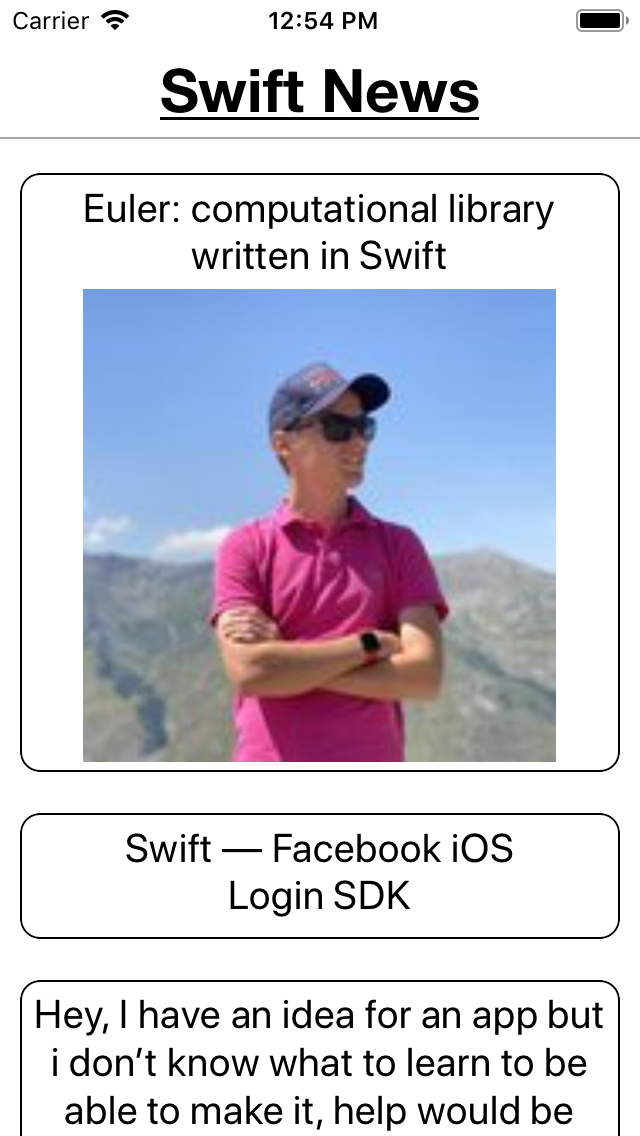 Carrier 12:54 PM
Swift News
Euler: computational library
written in Swift
Swift — Facebook iOS
Login SDK
Hey, I have an idea for an app but
i don’t know what to learn to be
able to make it, help would be